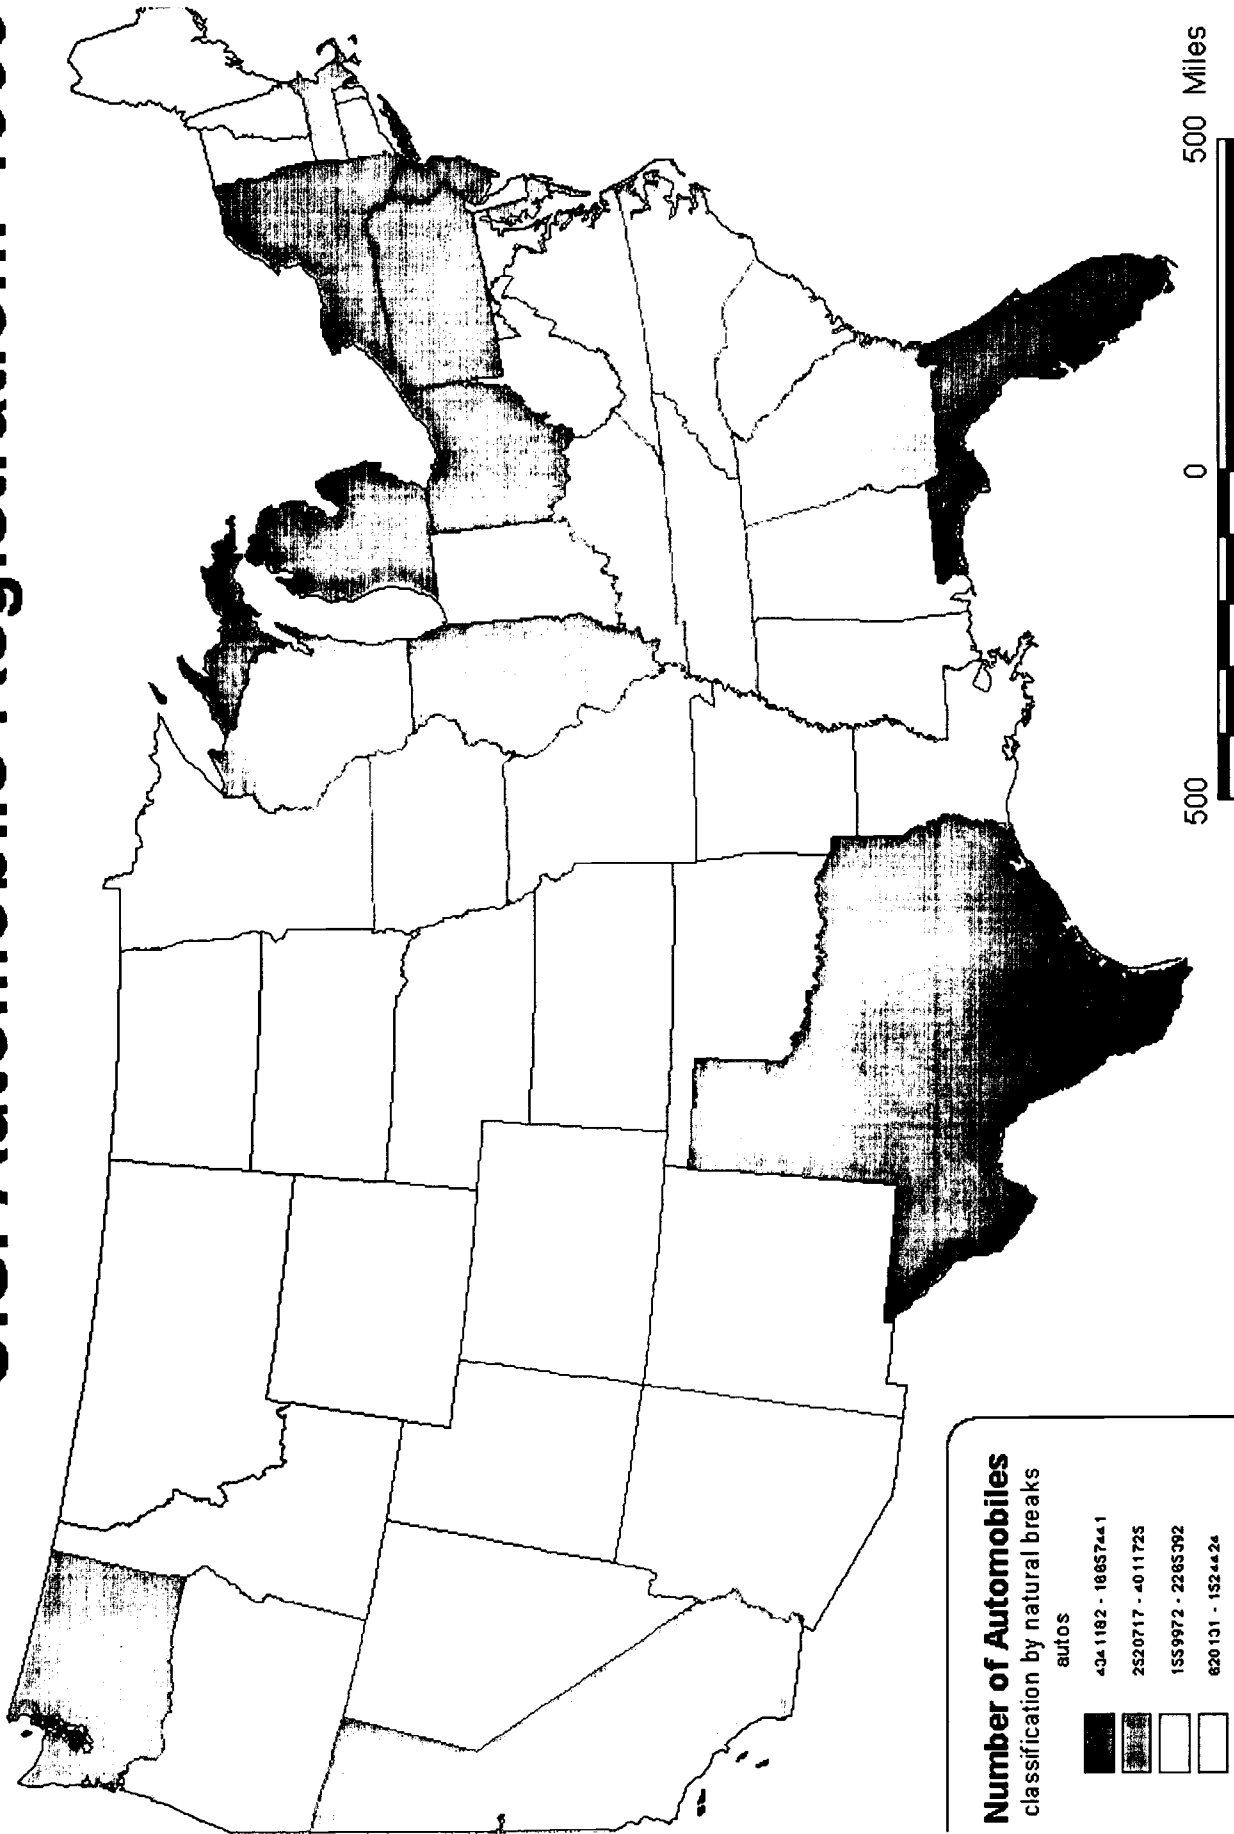 Number of Automobiles
classification by natural breaks
autos
4341182 - 16657441
2520717 - 4011725
1559972 - 2265392
620131 - 1524424
500 0 500 Miles